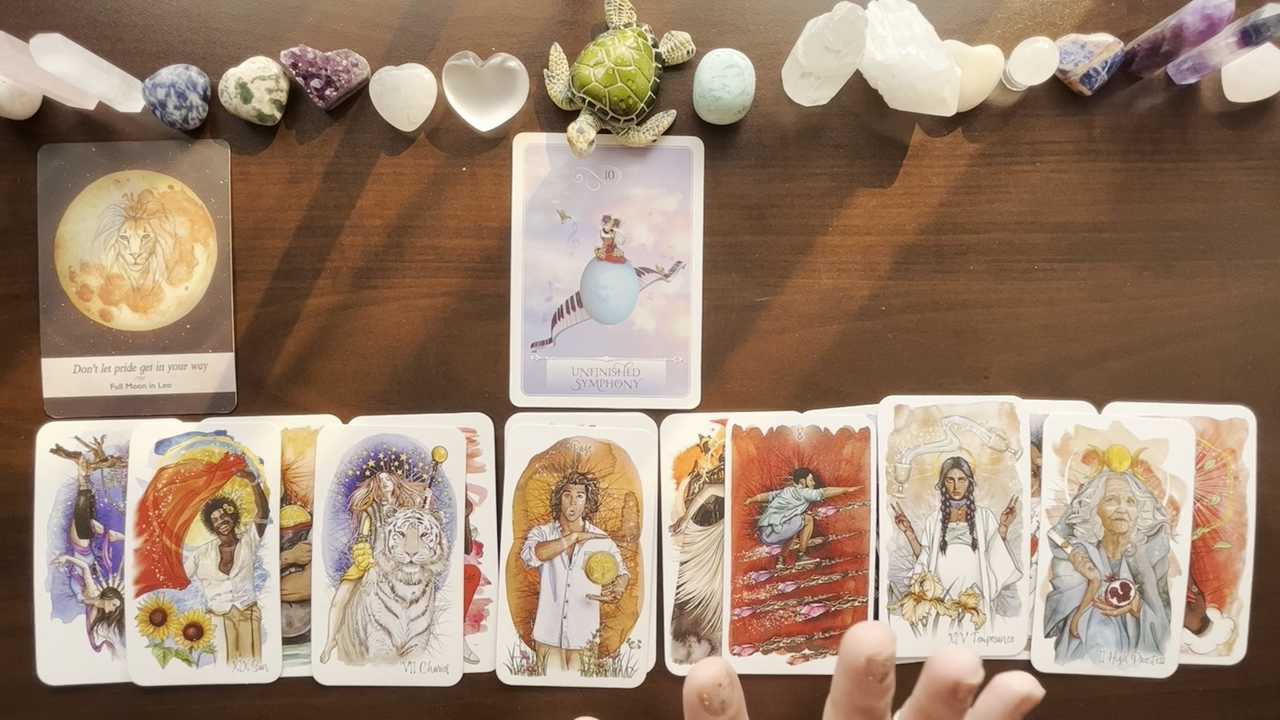 10
Don't let pride get in your way
Full Moon in Leo
UNFINISHED
SYMPHONY
XIX Sun
VII Chariot
Page
8
XIV Temperance
II High Priestess